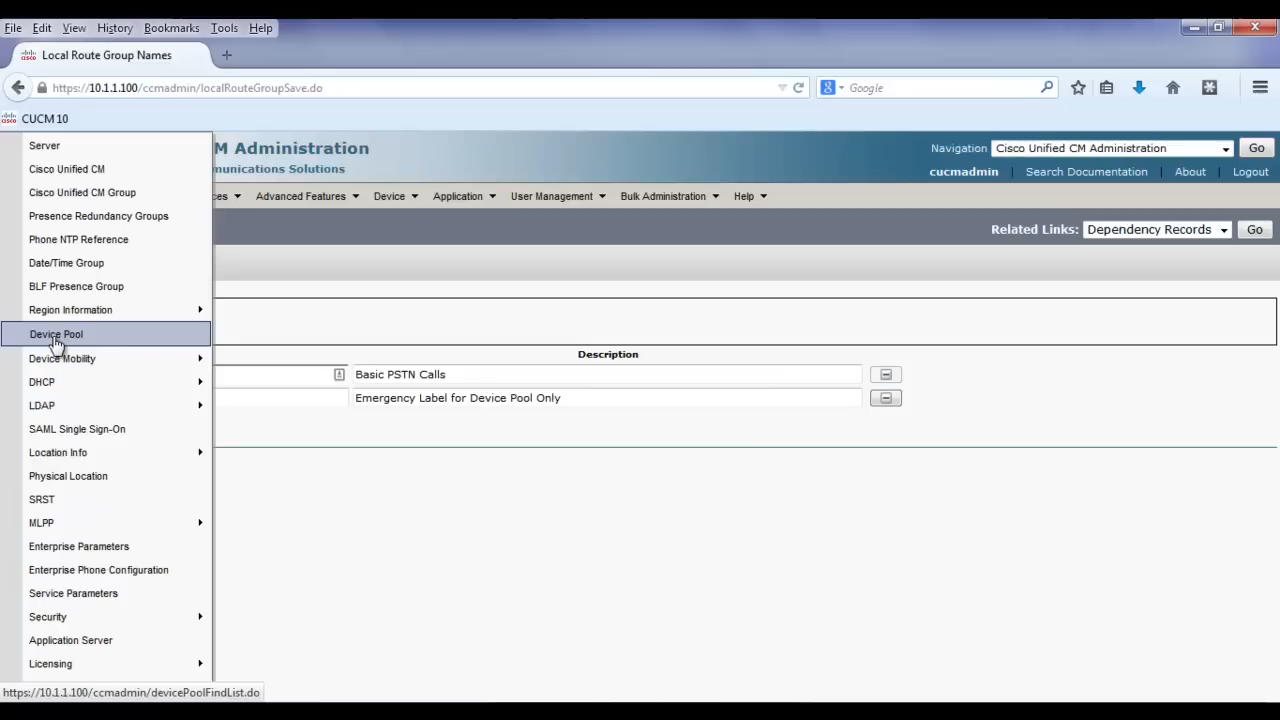 File Edit View History Bookmarks Tools Help
Local Route Group Names
https://10.1.1.100/ccmadmin/localRouteGroupSave.do
Google
CUCM 10
M Administration
munications Solutions
Navigation Cisco Unified CM Administration Go
cucmadmin | Search Documentation | About | Logout
ces Advanced Features Device Application User Management Bulk Administration Help
Related Links: Dependency Records Go
Server
Cisco Unified CM
Cisco Unified CM Group
Presence Redundancy Groups
Phone NTP Reference
Date/Time Group
BLF Presence Group
Region Information
Device Pool
Device Mobility
DHCP
LDAP
SAML Single Sign-On
Location Info
Physical Location
SRST
MLPP
Enterprise Parameters
Enterprise Phone Configuration
Service Parameters
Security
Application Server
Licensing
Description
Basic PSTN Calls
Emergency Label for Device Pool Only
https://10.1.1.100/ccmadmin/devicePoolFindList.do